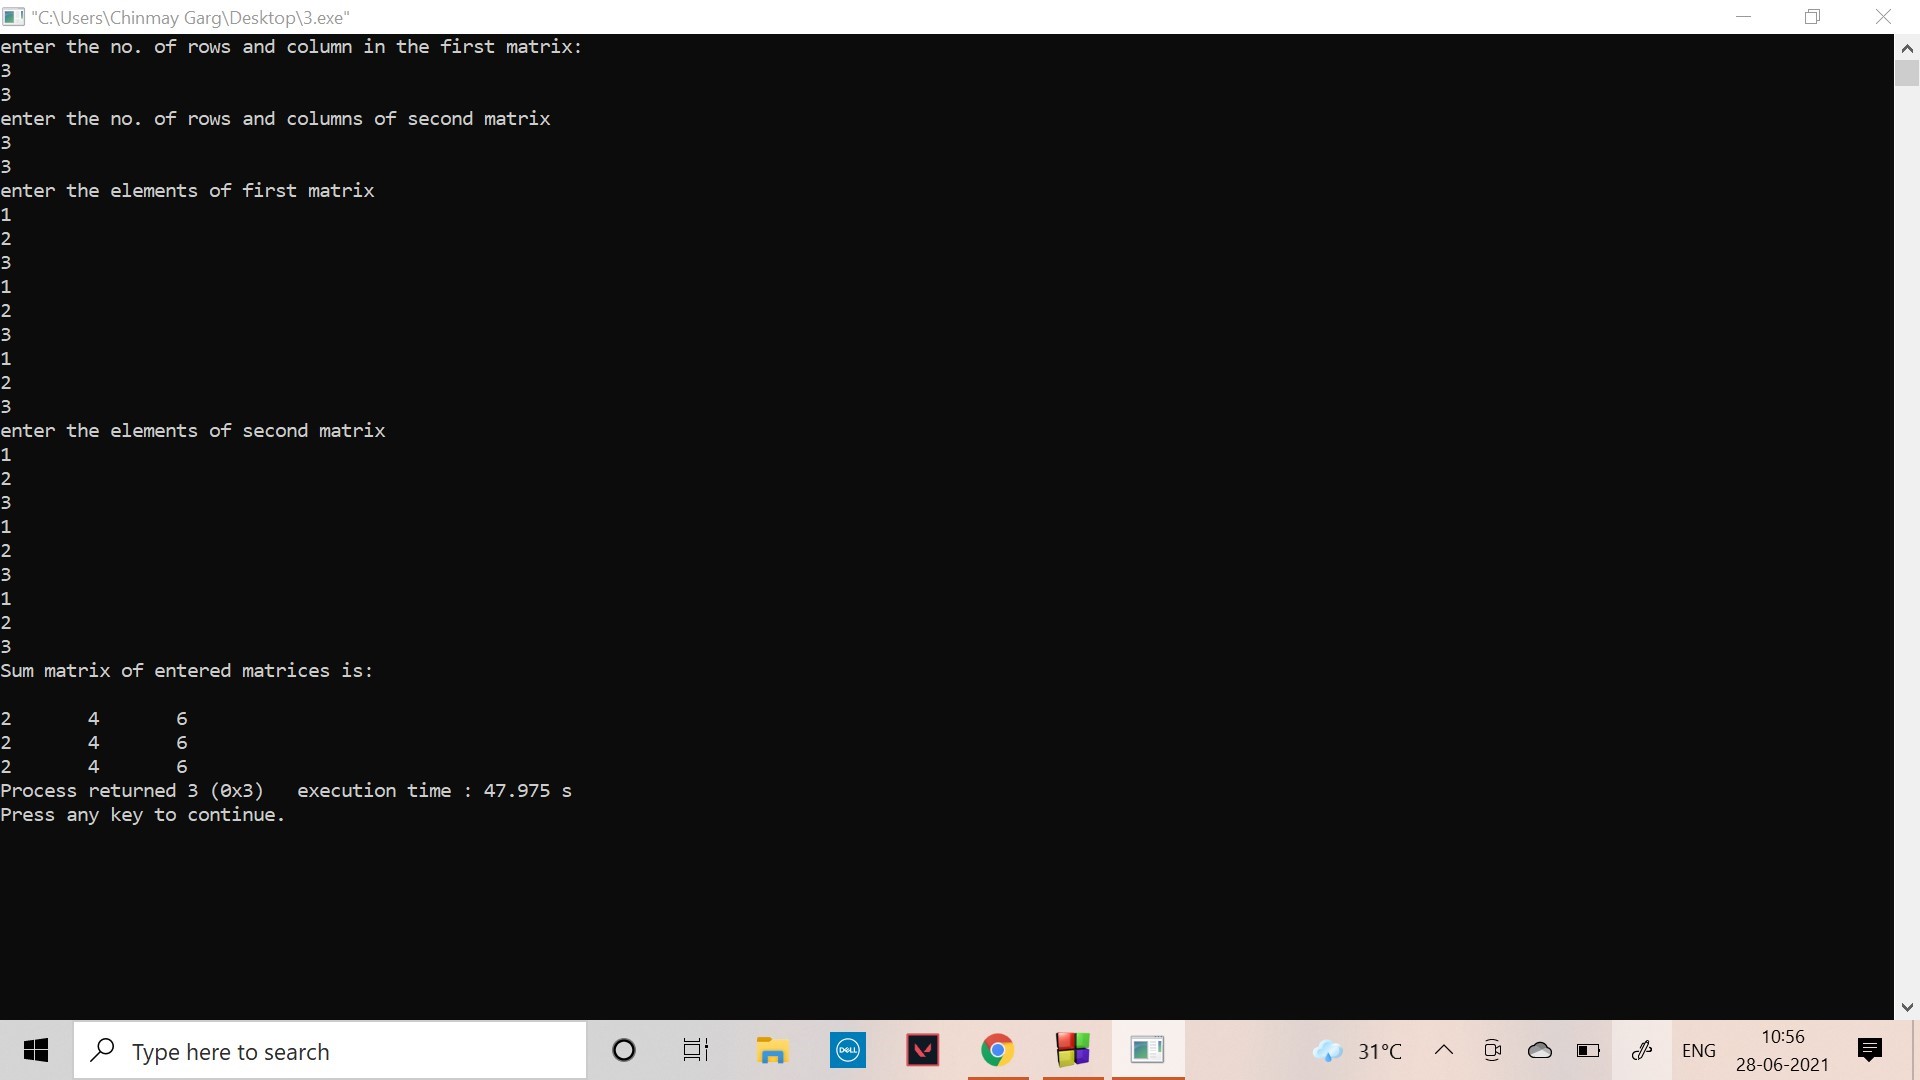 "C:\Users\Chinmay Garg\Desktop\3.exe"
enter the no. of rows and column in the first matrix:
3
3
enter the no. of rows and columns of second matrix
3
3
enter the elements of first matrix
1
2
3
1
2
3
1
2
3
enter the elements of second matrix
1
2
3
1
2
3
1
2
3
Sum matrix of entered matrices is:
2 4 6
2 4 6
2 4 6
Process returned 3 (0x3) execution time : 47.975 s
Press any key to continue.
Type here to search
DELL
31°C
ENG
10:56
28-06-2021